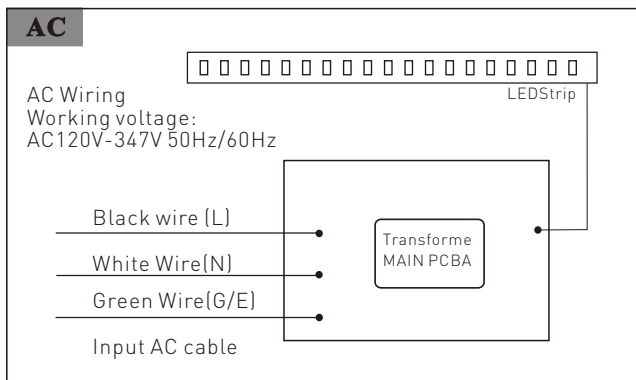 AC
LEDStrip
AC Wiring
Working voltage:
AC120V-347V 50Hz/60Hz
Black wire (L)
White Wire(N)
Green Wire(G/E)
Input AC cable
Transforme
MAIN PCBA